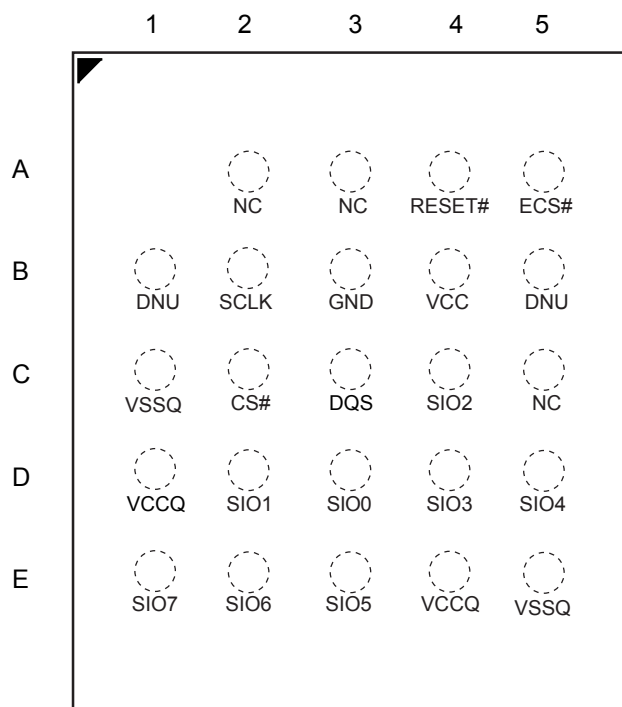 1 2 3 4 5
A
NC NC RESET# ECS#
B
DNU SCLK GND VCC DNU
C
VSSQ CS# DQS SIO2 NC
D
VCCQ SIO1 SIO0 SIO3 SIO4
E
SIO7 SIO6 SIO5 VCCQ VSSQ